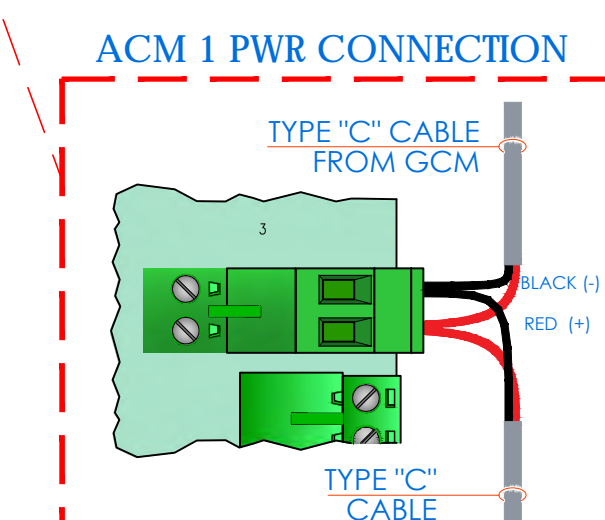 ACM 1 PWR CONNECTION
TYPE "C" CABLE
FROM GCM
3
BLACK (-)
RED (+)
TYPE "C"
CABLE